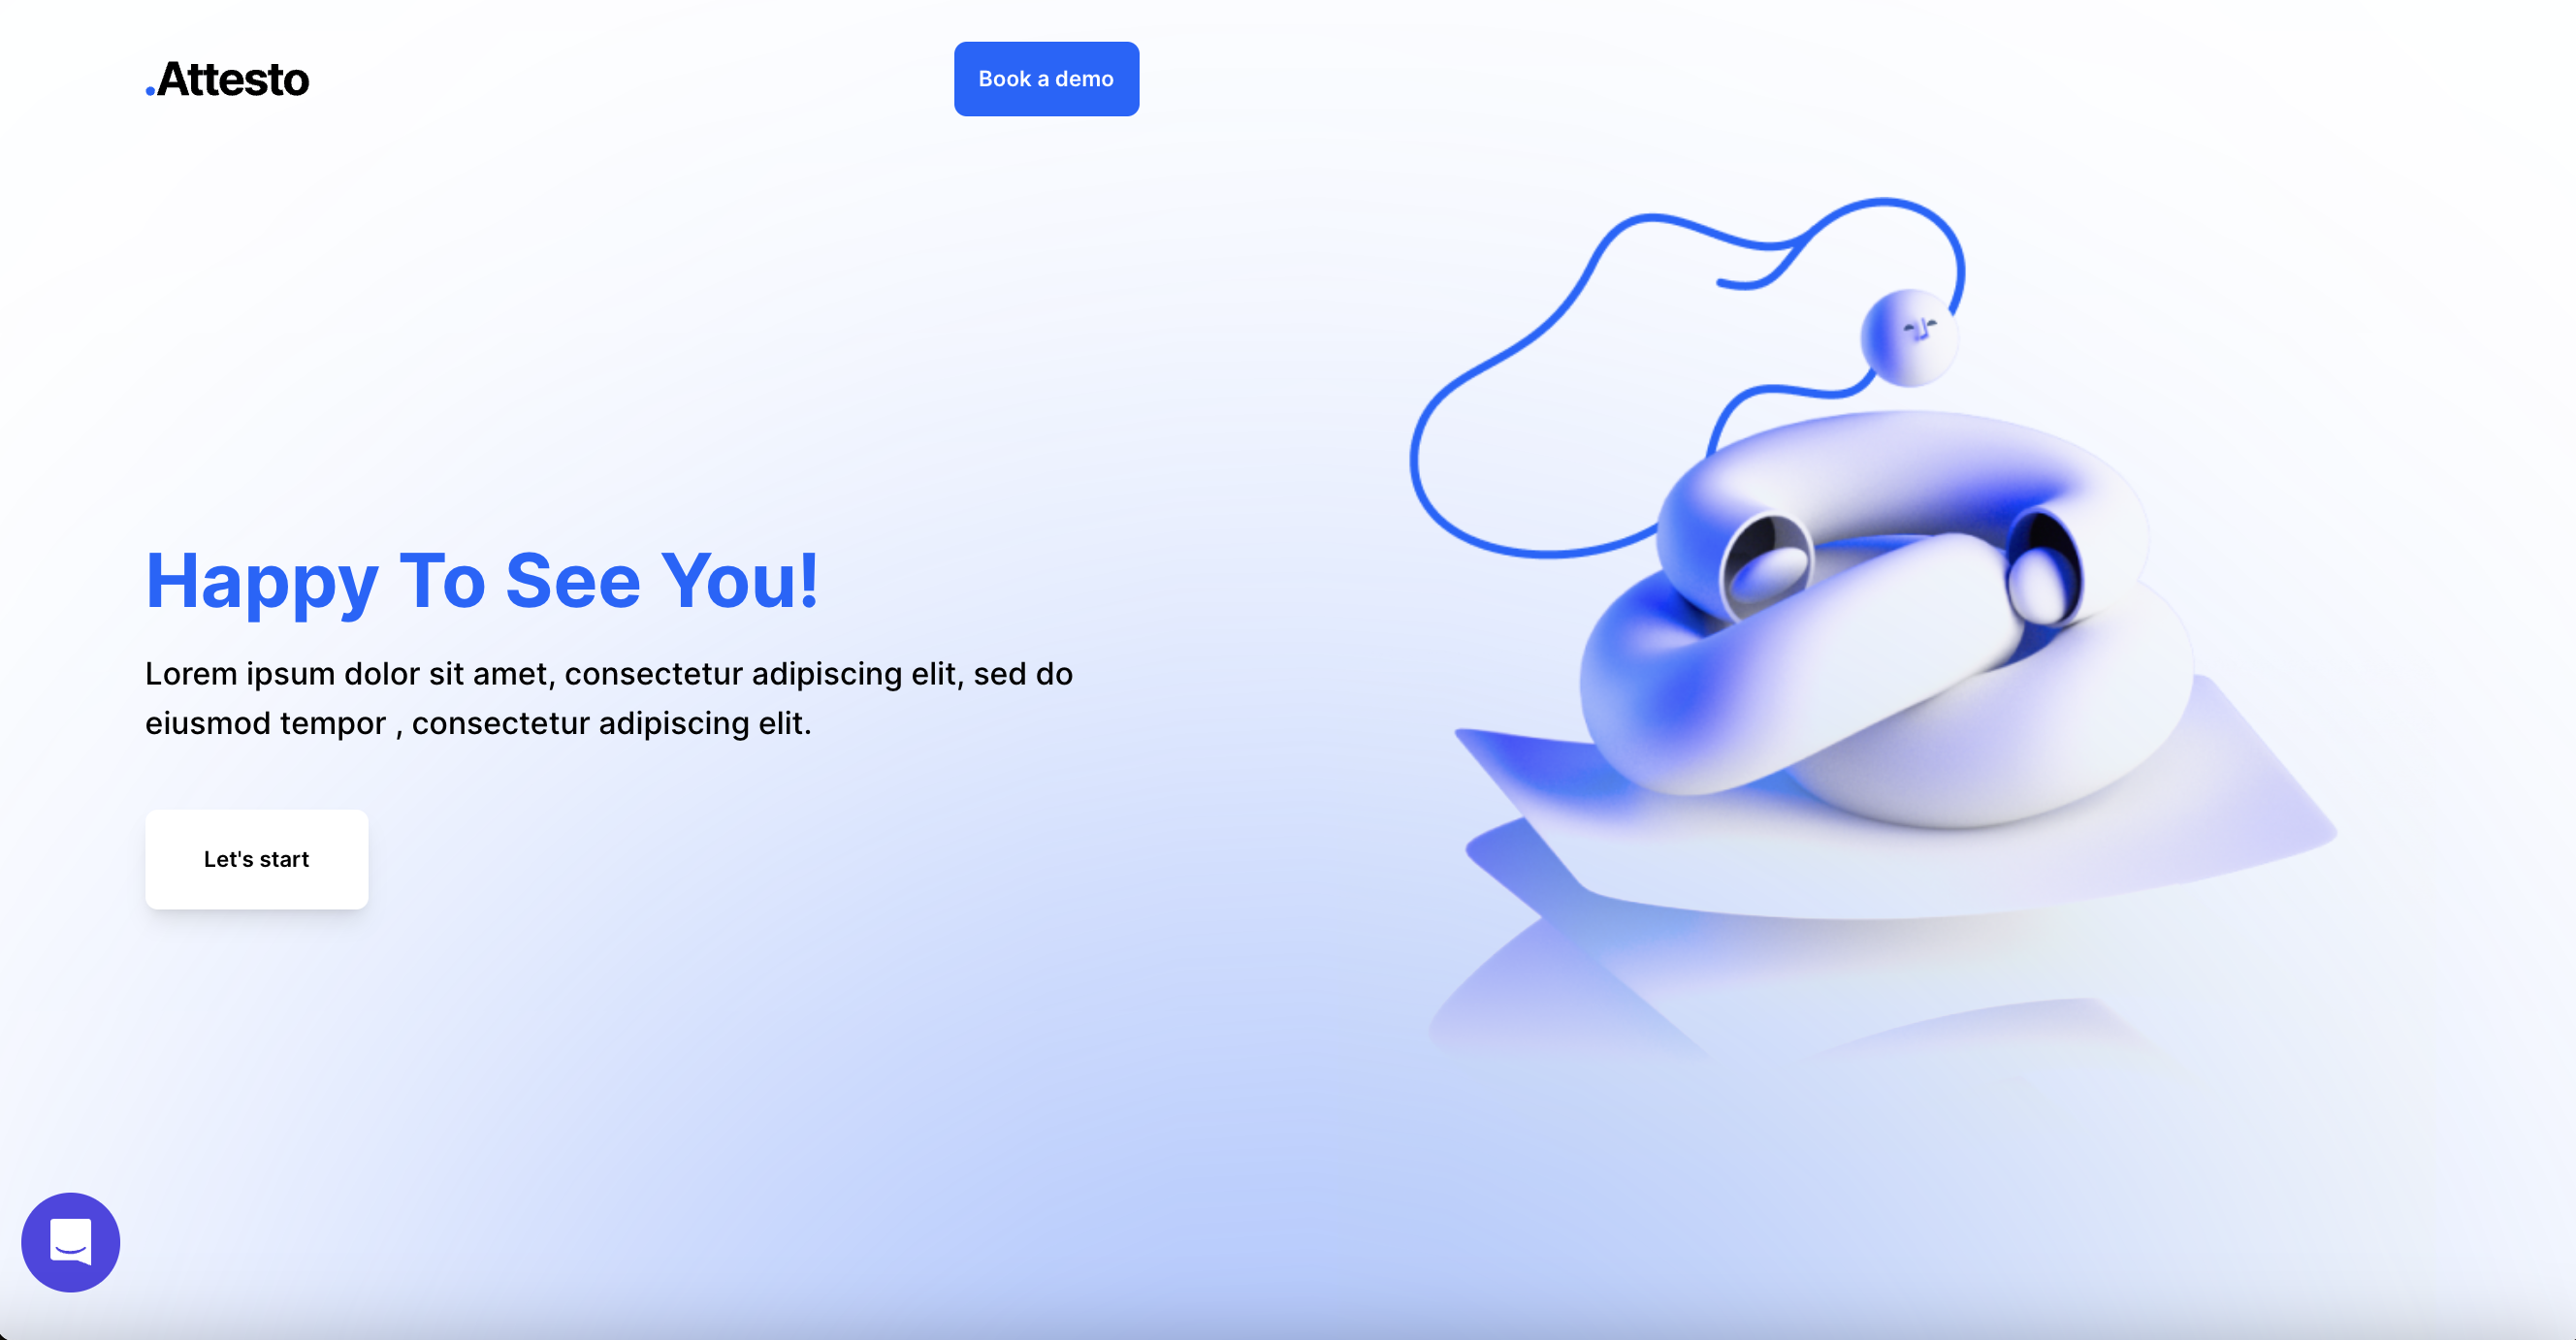 .Attesto
Book a demo
Happy To See You!
Lorem ipsum dolor sit amet, consectetur adipiscing elit, sed do
eiusmod tempor , consectetur adipiscing elit.
Let's start